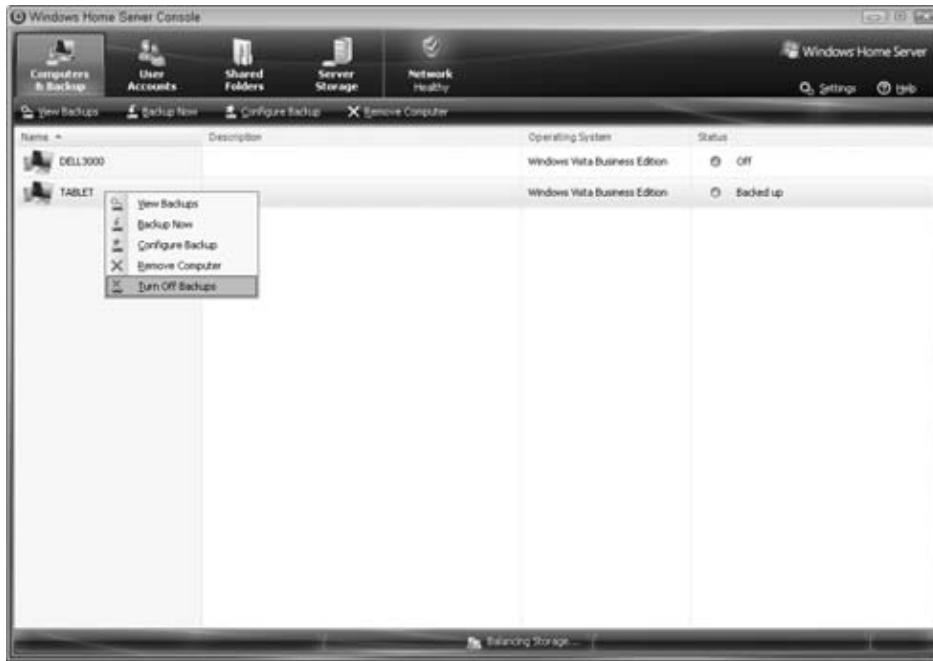 Windows Home Server Console
Computers & Backup
User Accounts
Shared Folders
Server Storage
Network Healthy
Windows Home Server
Settings
Help
View Backups
Backup Now
Configure Backup
Remove Computer
Name
Description
Operating System
Status
DELL3000
Windows Vista Business Edition
Off
TABLET
Windows Vista Business Edition
Backed up
View Backups
Backup Now
Configure Backup
Remove Computer
Turn Off Backups
Balancing Storage...